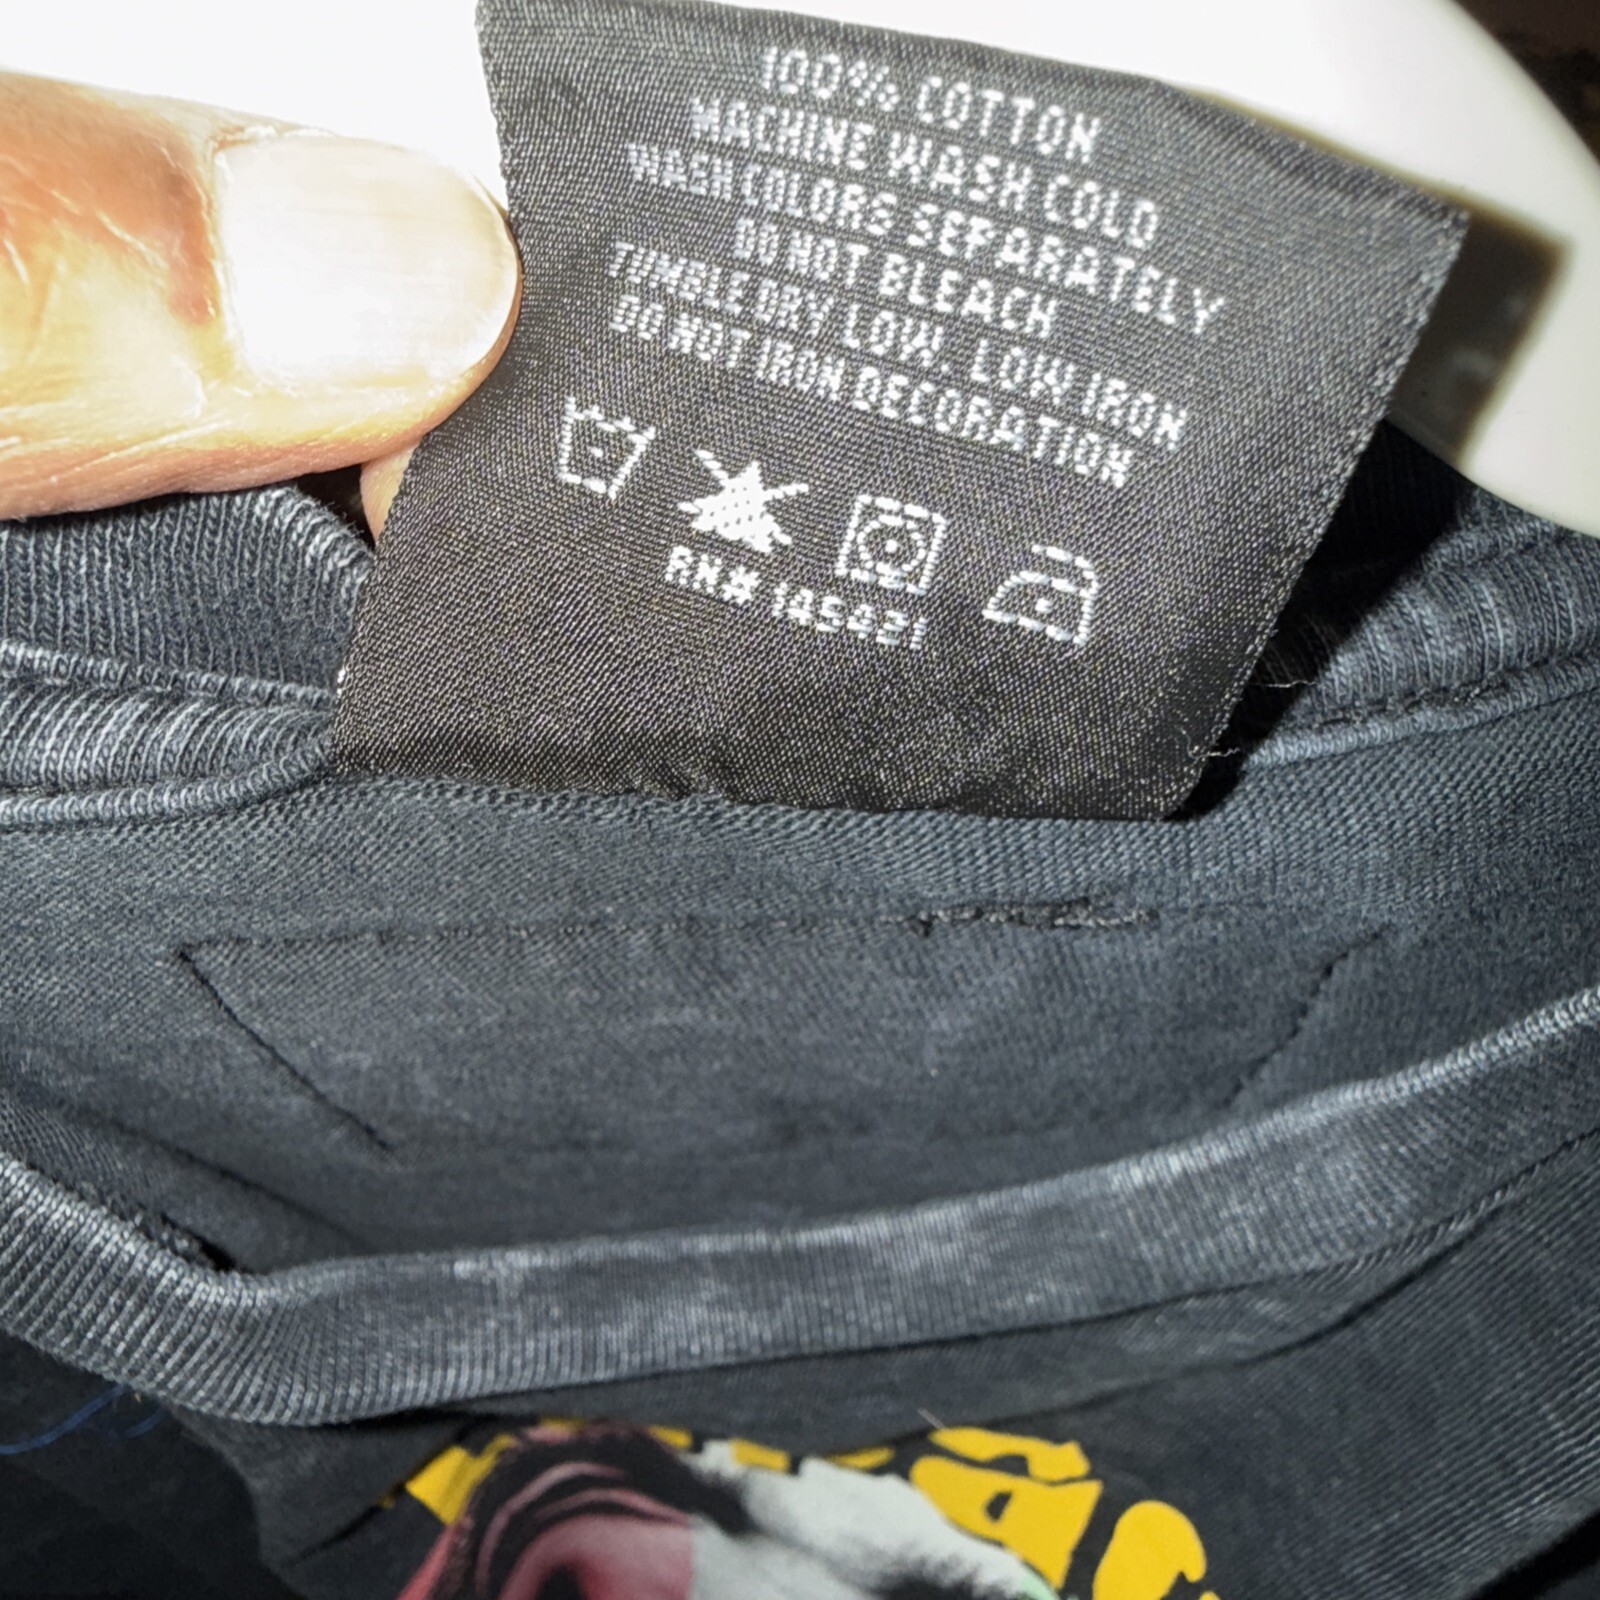 100% COTTON
MACHINE WASH COLD
WASH COLORS SEPARATELY
DO NOT BLEACH
TUMBLE DRY LOW, LOW IRON
DO NOT IRON DECORATION
RN# 145421